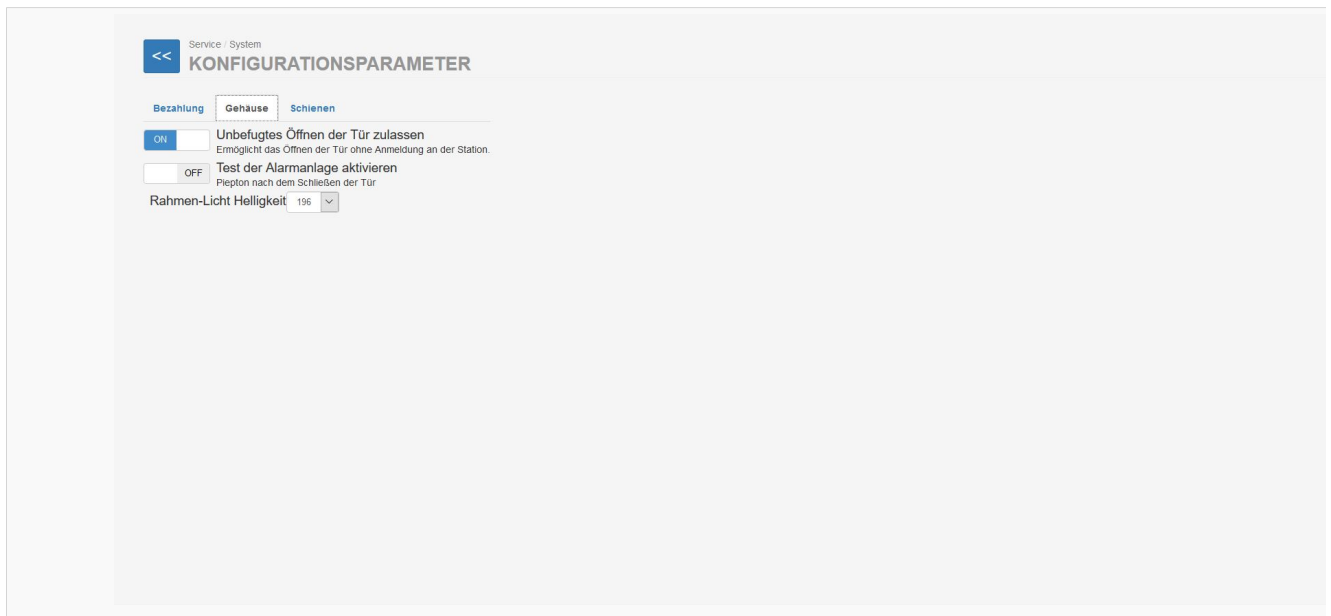 <<
Service / System
KONFIGURATIONSPARAMETER
Bezahlung Gehäuse Schienen
ON Unbefugtes Öffnen der Tür zulassen
Ermöglicht das Öffnen der Tür ohne Anmeldung an der Station.
OFF Test der Alarmanlage aktivieren
Piepton nach dem Schließen der Tür
Rahmen-Licht Helligkeit 196